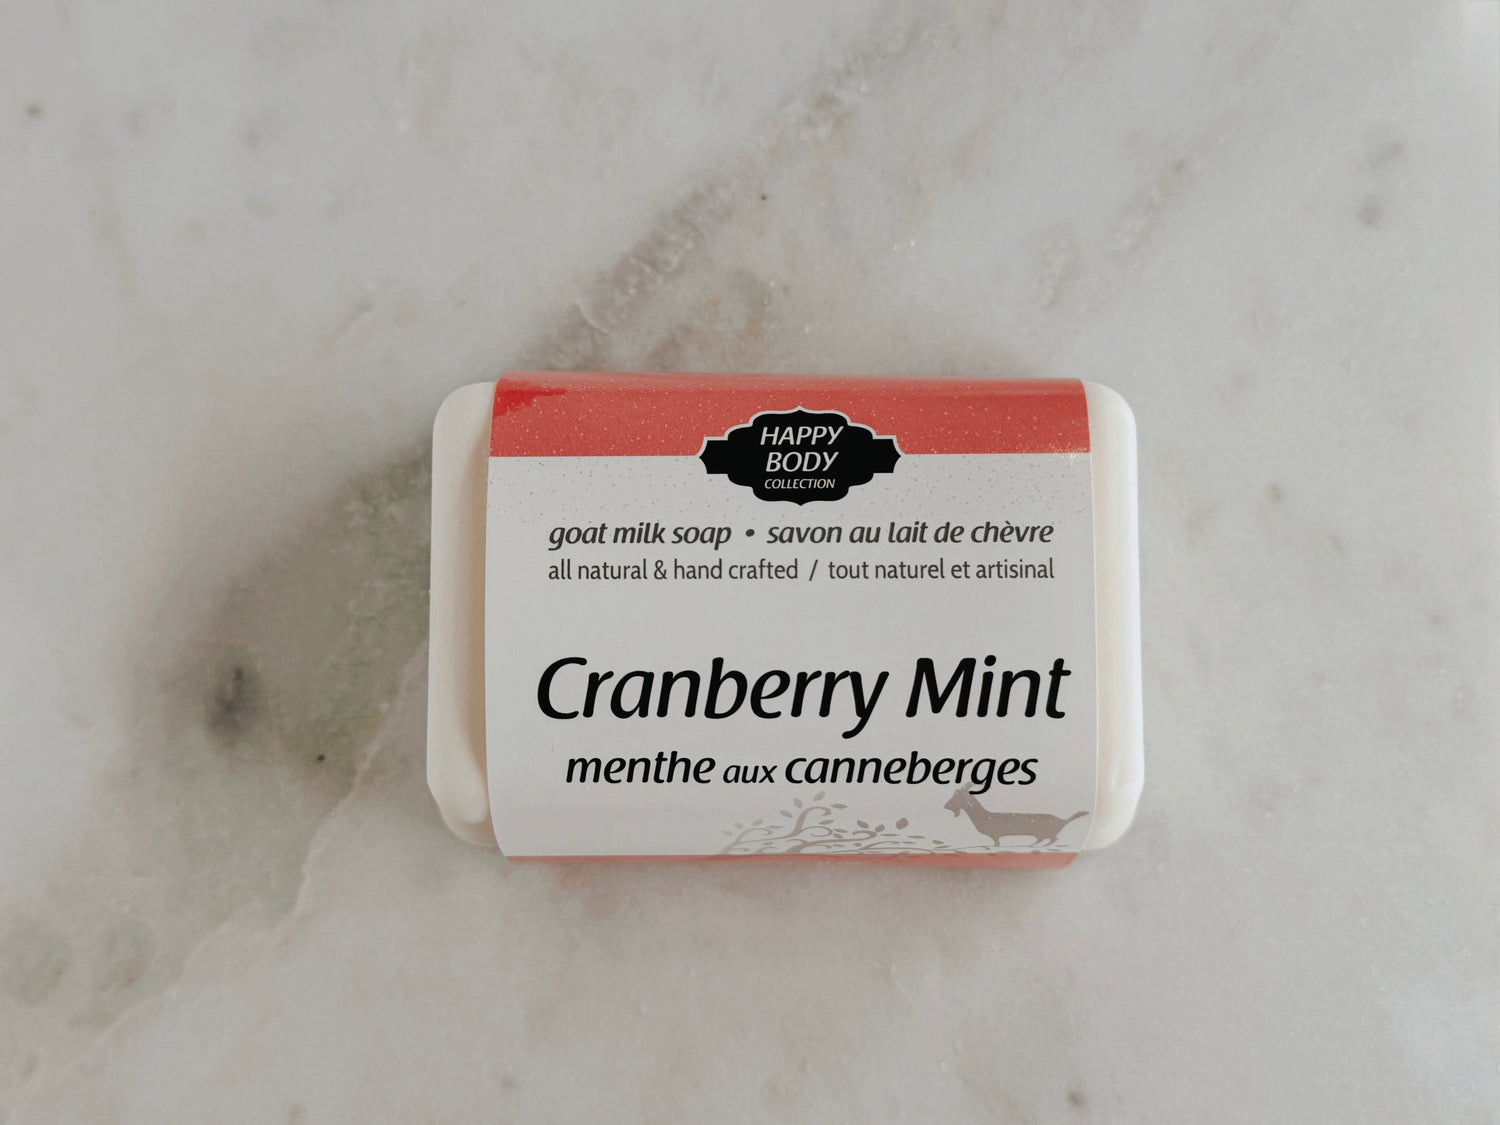 HAPPY
BODY
COLLECTION
goat milk soap • savon au lait de chèvre
all natural & hand crafted / tout naturel et artisinal
Cranberry Mint
menthe aux canneberges